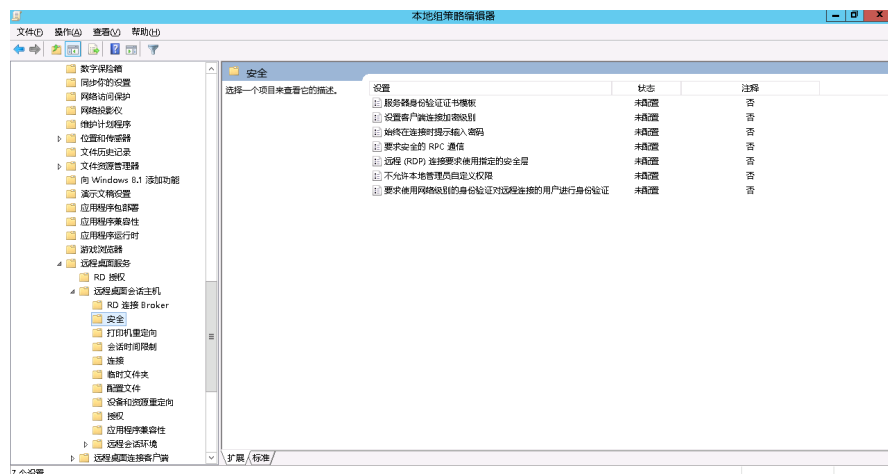 本地组策略编辑器
文件(F) 操作(A) 查看(V) 帮助(H)
数字保险箱
同步你的设置
网络访问保护
网络投影仪
维护计划程序
位置和传感器
文件历史记录
文件资源管理器
向 Windows 8.1 添加功能
演示文稿设置
应用程序包部署
应用程序兼容性
应用程序运行时
游戏浏览器
远程桌面服务
RD 授权
远程桌面会话主机
RD 连接 Broker
安全
打印机重定向
会话时间限制
连接
临时文件夹
配置文件
设备和资源重定向
授权
应用程序兼容性
远程会话环境
远程桌面连接客户端
安全
选择一个项目来查看它的描述。
设置 状态 注释
服务器身份验证证书模板 未配置 否
设置客户端连接加密级别 未配置 否
始终在连接时提示输入密码 未配置 否
要求安全的 RPC 通信 未配置 否
远程 (RDP) 连接要求使用指定的安全层 未配置 否
不允许本地管理员自定义权限 未配置 否
要求使用网络级别的身份验证对远程连接的用户进行身份验证 未配置 否
扩展 标准
7 个设置